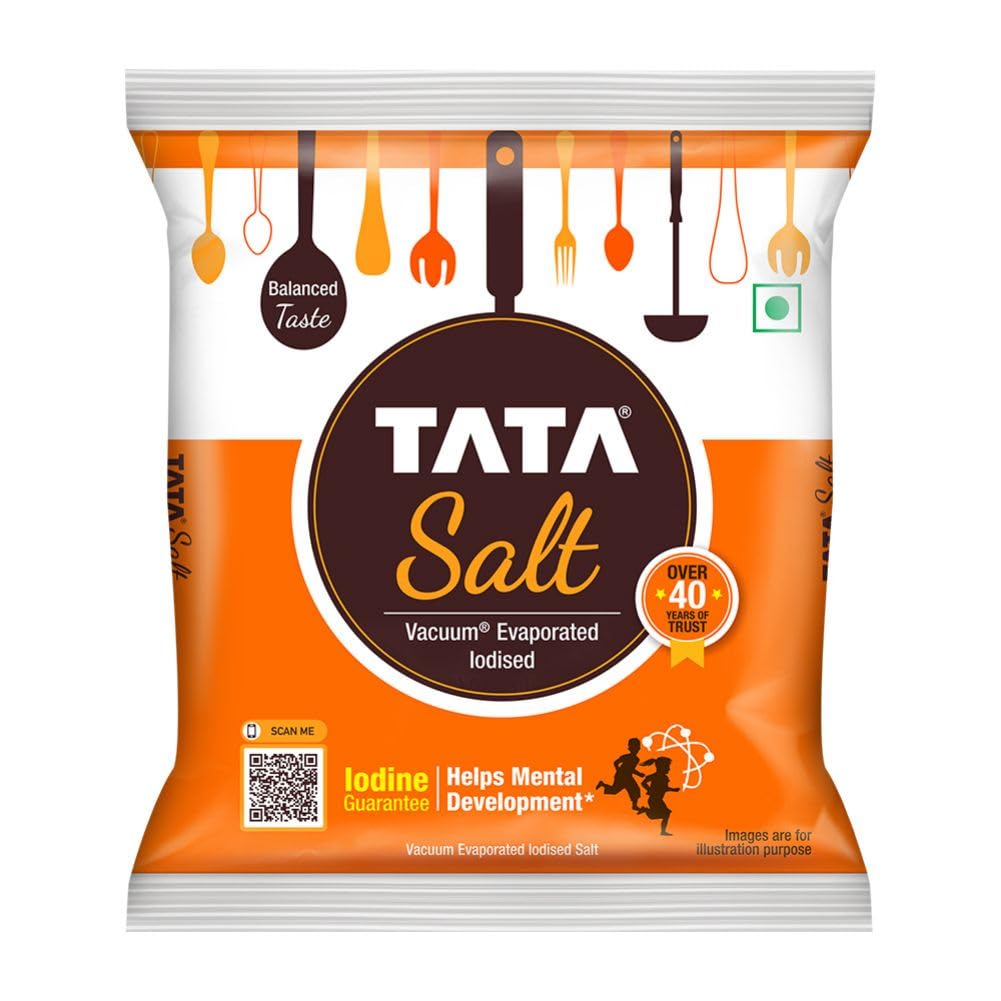 Balanced
Taste
TATA®
Salt
Vacuum® Evaporated
Iodised
OVER
40
YEARS OF
TRUST
TATA® Salt
TATA® Salt
SCAN ME
Iodine
Guarantee
Helps Mental
Development*
Images are for
illustration purpose
Vacuum Evaporated Iodised Salt